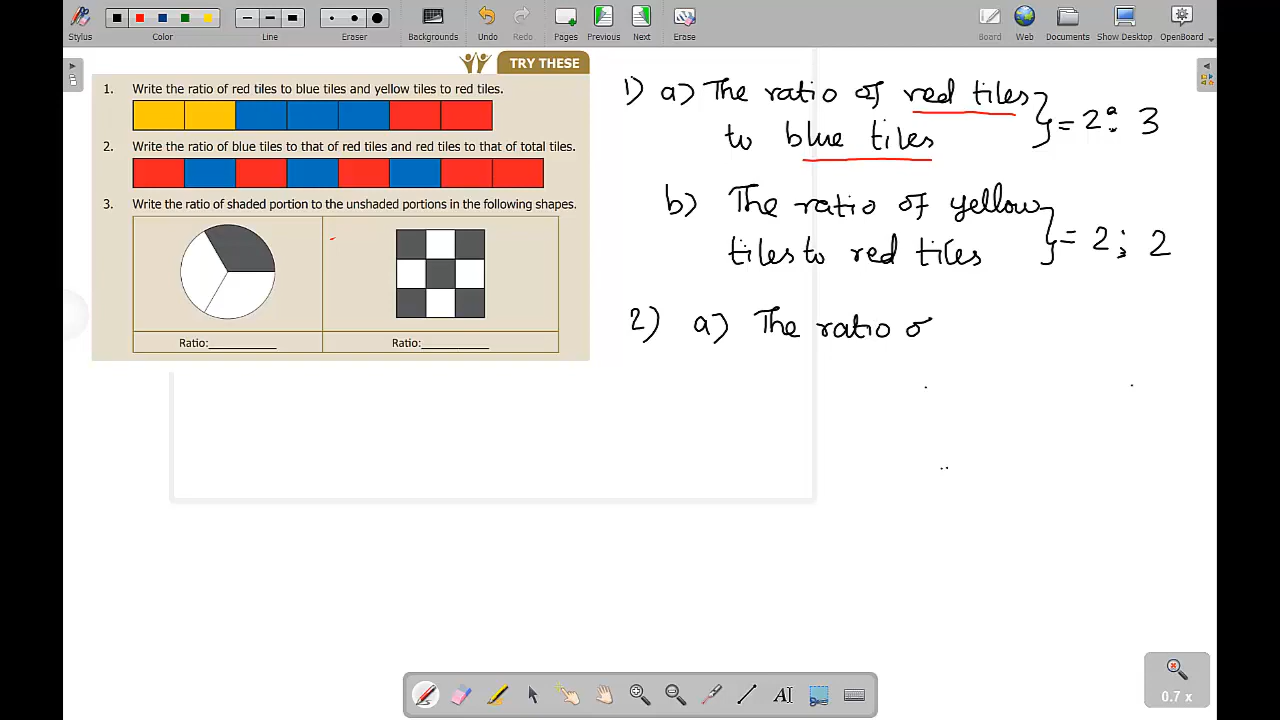 Stylus Color Line Eraser Backgrounds Undo Redo Pages Previous Next Erase Board Web Documents Show Desktop OpenBoard
TRY THESE
1. Write the ratio of red tiles to blue tiles and yellow tiles to red tiles.
2. Write the ratio of blue tiles to that of red tiles and red tiles to that of total tiles.
3. Write the ratio of shaded portion to the unshaded portions in the following shapes.
Ratio:__________ Ratio:__________
1) a) The ratio of red tiles
to blue tiles } = 2 : 3
b) The ratio of yellow
tiles to red tiles } = 2 : 2
2) a) The ratio o
0.7 x
AI